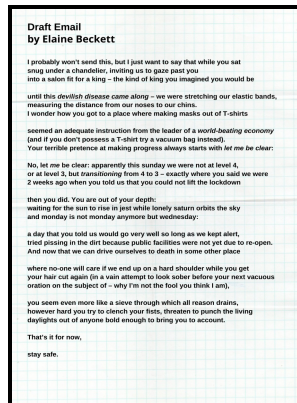 Draft Email
by Elaine Beckett
I probably won't send this, but I just want to say that while you sat
snug under a chandelier, inviting us to gaze past you
into a salon fit for a king – the kind of king you imagined you would be
until this devilish disease came along – we were stretching our elastic bands,
measuring the distance from our noses to our chins.
I wonder how you got to a place where making masks out of T-shirts
seemed an adequate instruction from the leader of a world-beating economy
(and if you don't possess a T-shirt try a vacuum bag instead).
Your terrible pretence at making progress always starts with let me be clear:
No, let me be clear: apparently this sunday we were not at level 4,
or at level 3, but transitioning from 4 to 3 – exactly where you said we were
2 weeks ago when you told us that you could not lift the lockdown
then you did. You are out of your depth:
waiting for the sun to rise in jest while lonely saturn orbits the sky
and monday is not monday anymore but wednesday:
a day that you told us would go very well so long as we kept alert,
tried pissing in the dirt because public facilities were not yet due to re-open.
And now that we can drive ourselves to death in some other place
where no-one will care if we end up on a hard shoulder while you get
your hair cut again (in a vain attempt to look sober before your next vacuous
oration on the subject of – why I'm not the fool you think I am),
you seem even more like a sieve through which all reason drains,
however hard you try to clench your fists, threaten to punch the living
daylights out of anyone bold enough to bring you to account.
That's it for now,
stay safe.